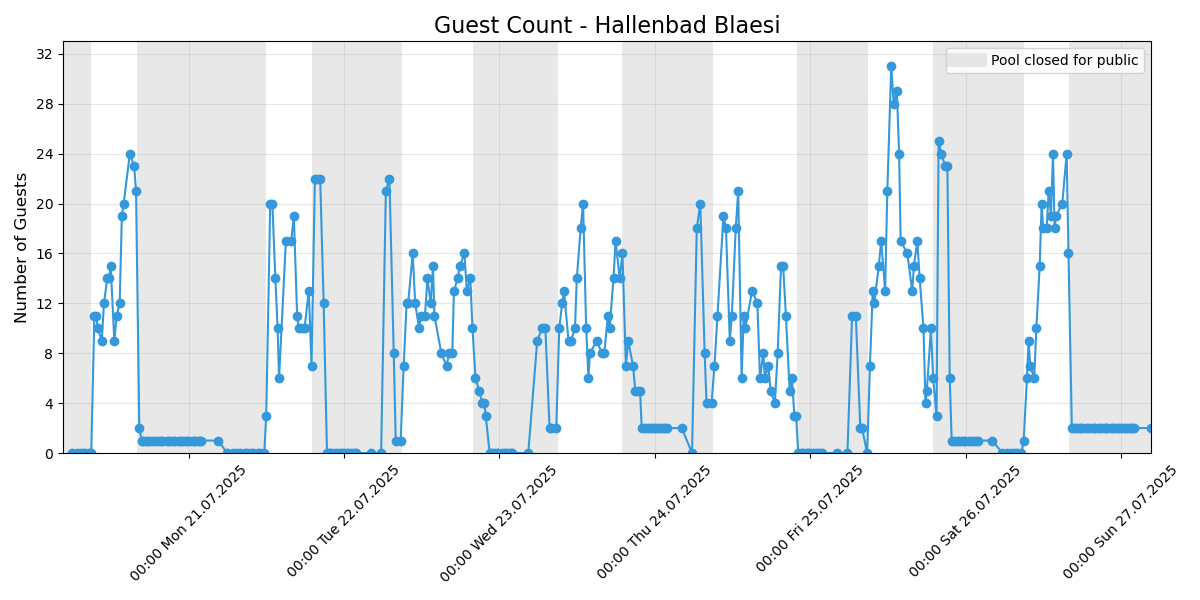 Guest Count - Hallenbad Blaesi
Pool closed for public
Number of Guests
32
28
24
20
16
12
8
4
0
00:00 Mon 21.07.2025
00:00 Tue 22.07.2025
00:00 Wed 23.07.2025
00:00 Thu 24.07.2025
00:00 Fri 25.07.2025
00:00 Sat 26.07.2025
00:00 Sun 27.07.2025